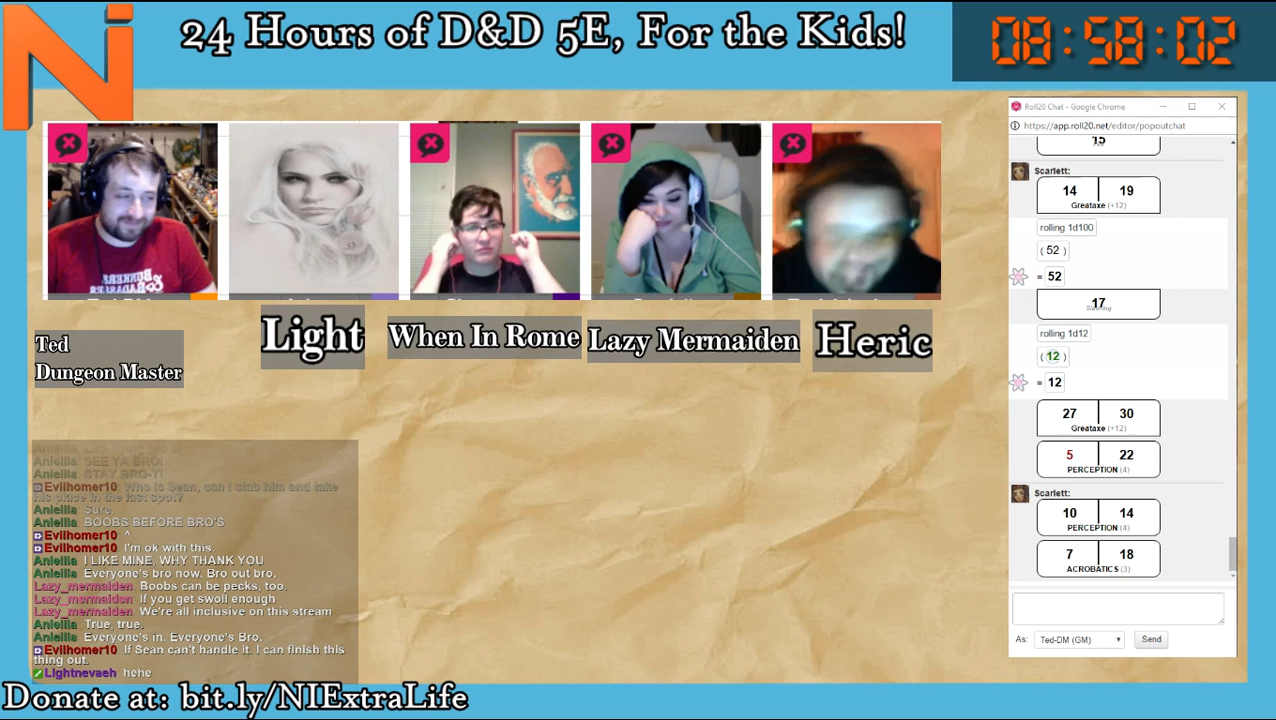 24 Hours of D&D 5E, For the Kids!
08:58:02
Ted
Dungeon Master
Light
When In Rome
Lazy Mermaiden
Heric
Aniellia: SEE YA BRO!
Aniellia: STAY BRO-Y!
Evilhomer10: Who is Sean, can I stab him and take
his place in the last spot?
Aniellia: Sure.
Aniellia: BOOBS BEFORE BRO'S
Evilhomer10: ^
Evilhomer10: I'm ok with this.
Aniellia: I LIKE MINE, WHY THANK YOU
Aniellia: Everyone's bro now. Bro out bro.
Lazy_mermaiden: Boobs can be pecks, too.
Lazy_mermaiden: If you get swoll enough
Lazy_mermaiden: We're all inclusive on this stream
Aniellia: True, true.
Aniellia: Everyone's in. Everyone's Bro.
Evilhomer10: If Sean can't handle it. I can finish this
thing out.
Lightnevaeh: hehe
Donate at: bit.ly/NIExtraLife
Roll20 Chat - Google Chrome
https://app.roll20.net/editor/popoutchat
15
Scarlett:
14 19
Greataxe (+12)
rolling 1d100
( 52 )
= 52
17
rolling 1d12
( 12 )
= 12
27 30
Greataxe (+12)
5 22
PERCEPTION (4)
Scarlett:
10 14
PERCEPTION (4)
7 18
ACROBATICS (3)
As: Ted-DM (GM) Send